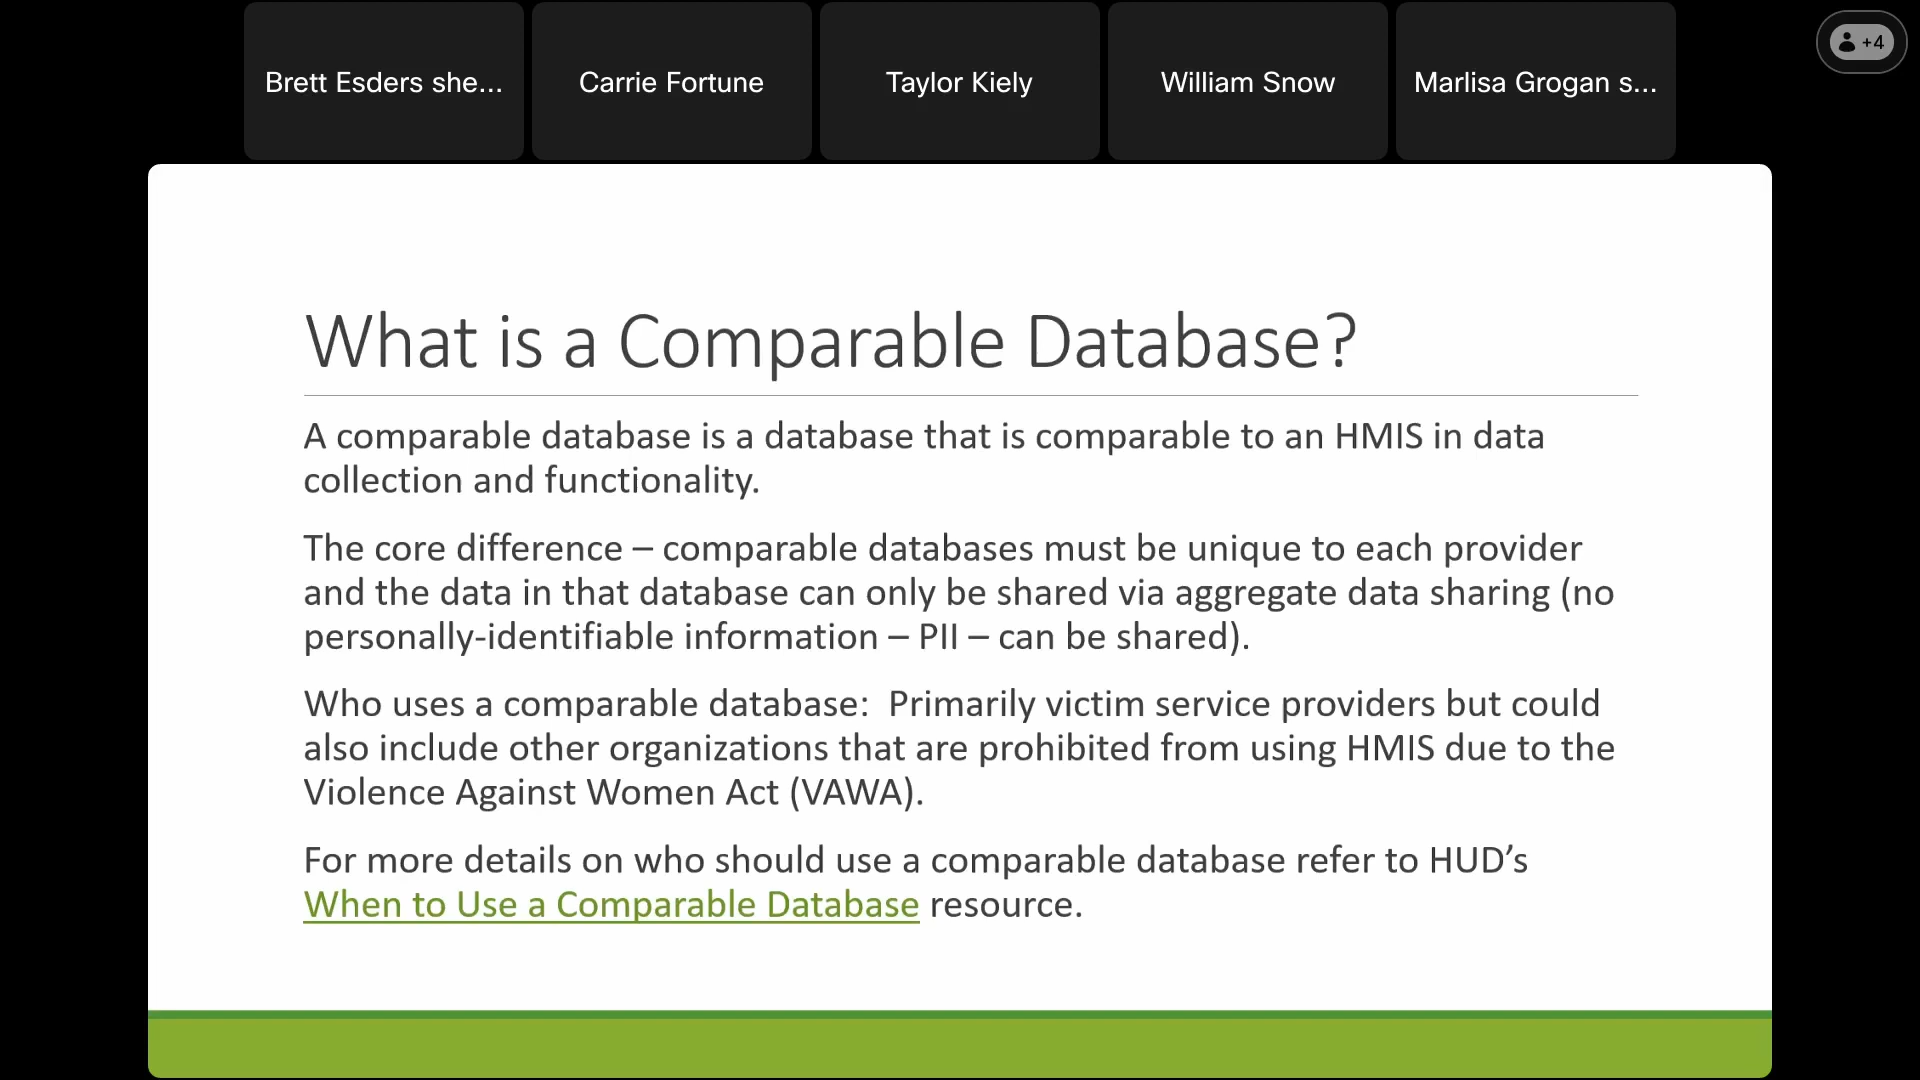 Brett Esders she...
Carrie Fortune
Taylor Kiely
William Snow
Marlisa Grogan s...
+4
What is a Comparable Database?
A comparable database is a database that is comparable to an HMIS in data
collection and functionality.
The core difference – comparable databases must be unique to each provider
and the data in that database can only be shared via aggregate data sharing (no
personally-identifiable information – PII – can be shared).
Who uses a comparable database:  Primarily victim service providers but could
also include other organizations that are prohibited from using HMIS due to the
Violence Against Women Act (VAWA).
For more details on who should use a comparable database refer to HUD’s
When to Use a Comparable Database resource.